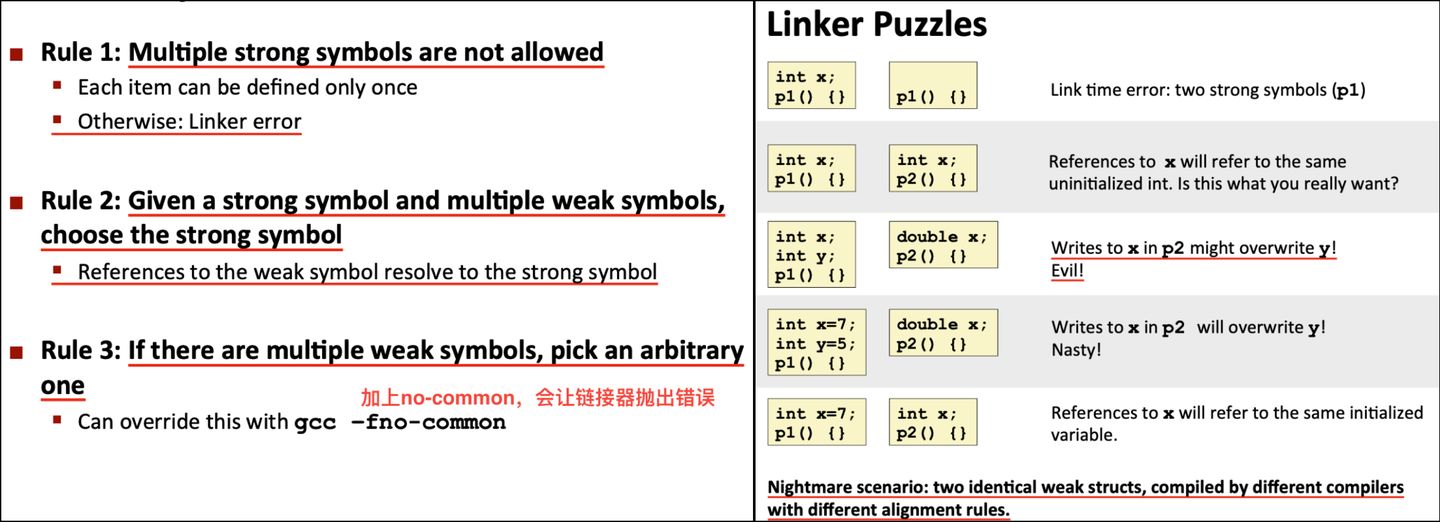 Rule 1: Multiple strong symbols are not allowed
Each item can be defined only once
Otherwise: Linker error
Rule 2: Given a strong symbol and multiple weak symbols,
choose the strong symbol
References to the weak symbol resolve to the strong symbol
Rule 3: If there are multiple weak symbols, pick an arbitrary
one
加上no-common，会让链接器抛出错误
Can override this with gcc –fno-common
Linker Puzzles
int x;
p1() {}
p1() {}
Link time error: two strong symbols (p1)
int x;
p1() {}
int x;
p2() {}
References to x will refer to the same
uninitialized int. Is this what you really want?
int x;
int y;
p1() {}
double x;
p2() {}
Writes to x in p2 might overwrite y!
Evil!
int x=7;
int y=5;
p1() {}
double x;
p2() {}
Writes to x in p2 will overwrite y!
Nasty!
int x=7;
p1() {}
int x;
p2() {}
References to x will refer to the same initialized
variable.
Nightmare scenario: two identical weak structs, compiled by different compilers
with different alignment rules.